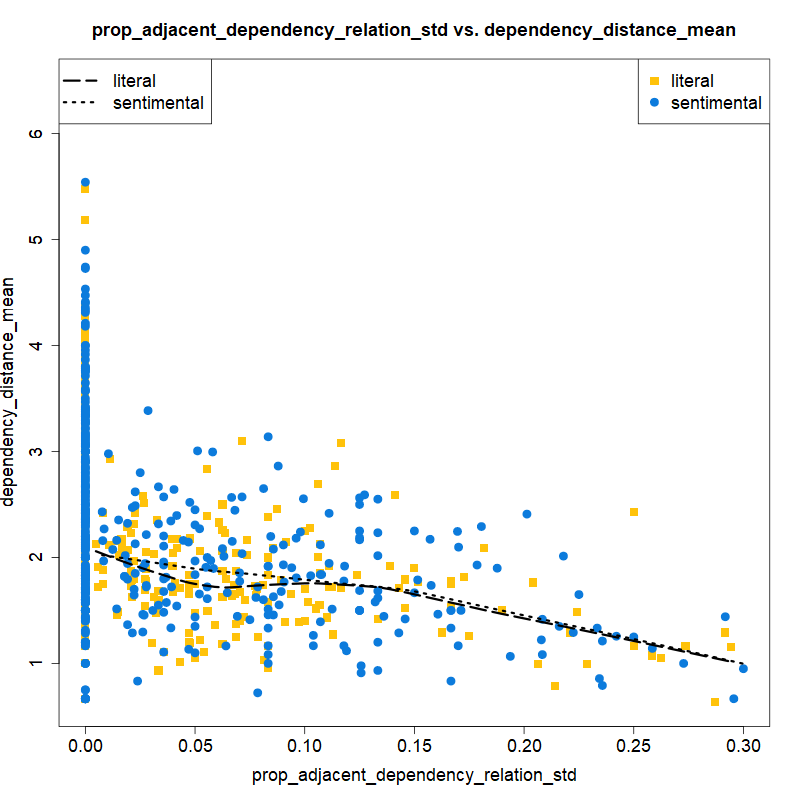 prop_adjacent_dependency_relation_std vs. dependency_distance_mean
literal
sentimental
literal
sentimental
dependency_distance_mean
6
5
4
3
2
1
0.00 0.05 0.10 0.15 0.20 0.25 0.30
prop_adjacent_dependency_relation_std